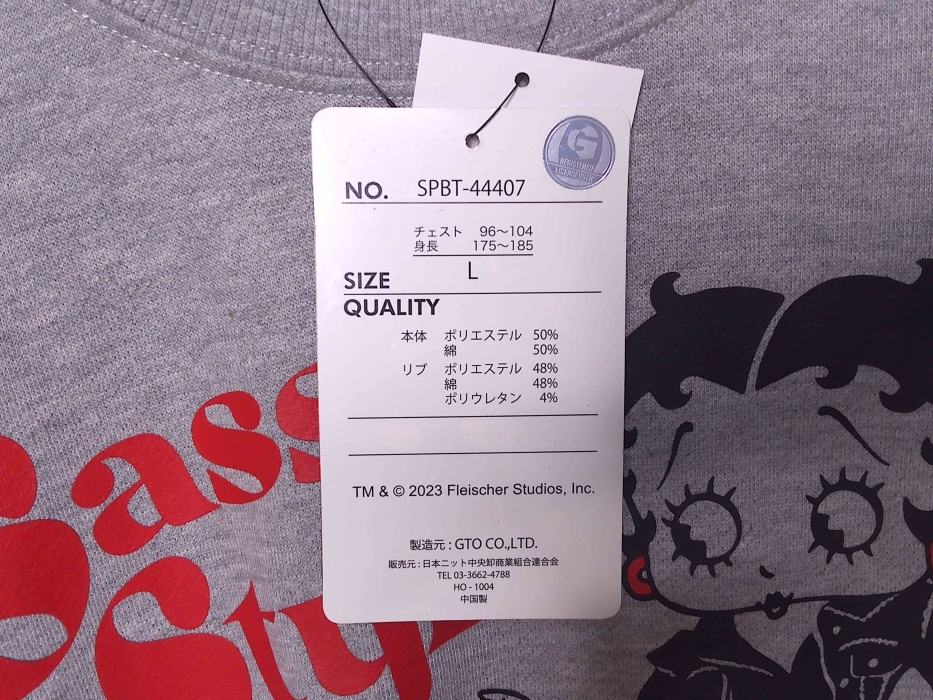 G
REGISTERED
NO. SPBT-44407
チェスト 96～104
身長 175～185
SIZE L
QUALITY
本体 ポリエステル 50%
綿 50%
リブ ポリエステル 48%
綿 48%
ポリウレタン 4%
TM & © 2023 Fleischer Studios, Inc.
製造元 : GTO CO.,LTD.
販売元 : 日本ニット中央卸商業組合連合会
TEL 03-3662-4788
HO - 1004
中国製